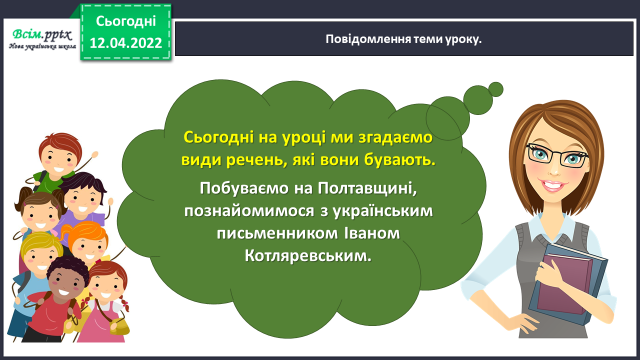 Всім.pptx
Нова українська школа
Сьогодні
12.04.2022
Повідомлення теми уроку.
Сьогодні на уроці ми згадаємо
види речень, які вони бувають.
Побуваємо на Полтавщині,
познайомимося з українським
письменником Іваном
Котляревським.